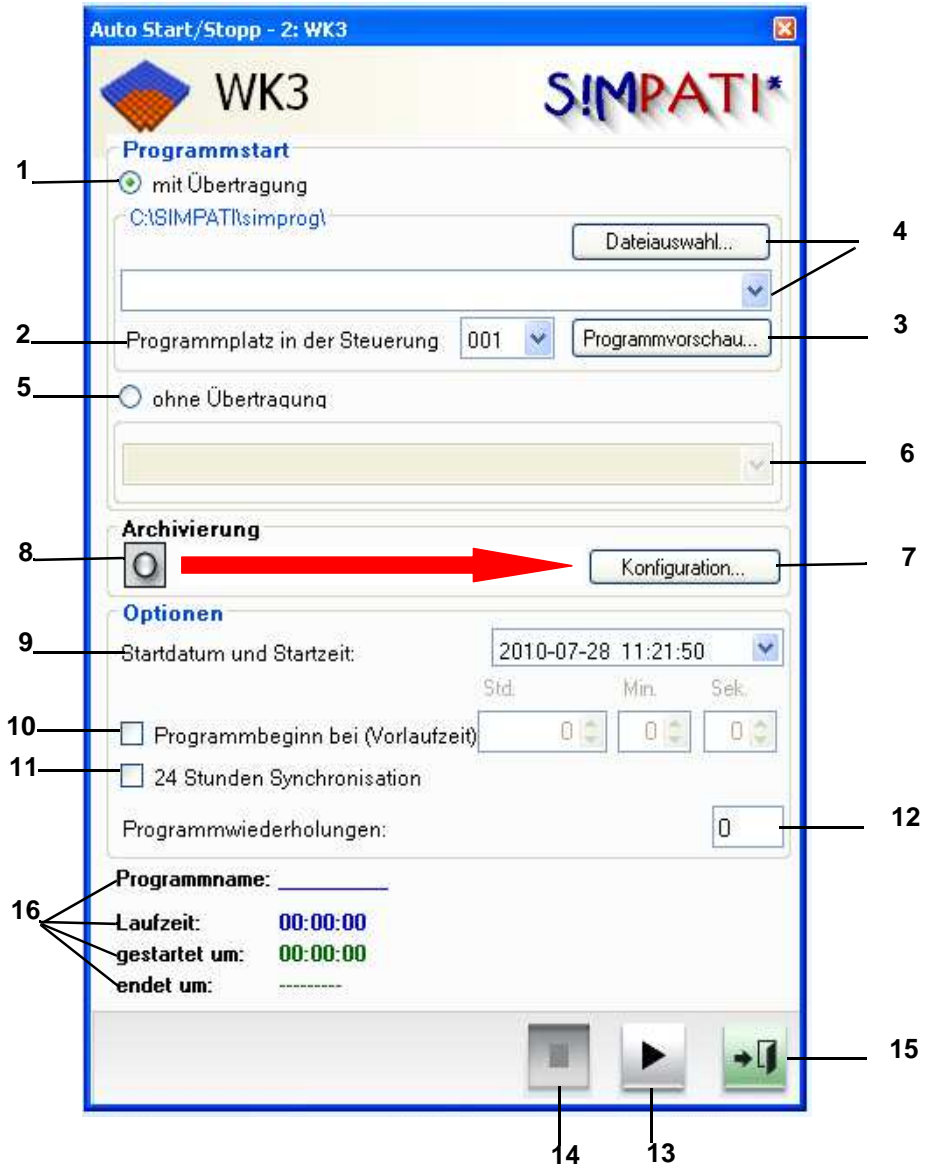 Auto Start/Stopp - 2: WK3
WK3
S!MPATI*
Programmstart
1
mit Übertragung
C:\SIMPATI\simprog\
Dateiauswahl...
4
2
Programmplatz in der Steuerung
001
Programmvorschau...
3
5
ohne Übertragung
6
Archivierung
8
Konfiguration...
7
Optionen
9
Startdatum und Startzeit:
2010-07-28 11:21:50
Std. Min. Sek.
10
Programmbeginn bei (Vorlaufzeit)
0 0 0
11
24 Stunden Synchronisation
Programmwiederholungen:
0
12
Programmname:
16
Laufzeit: 00:00:00
gestartet um: 00:00:00
endet um: ---------
15
14
13